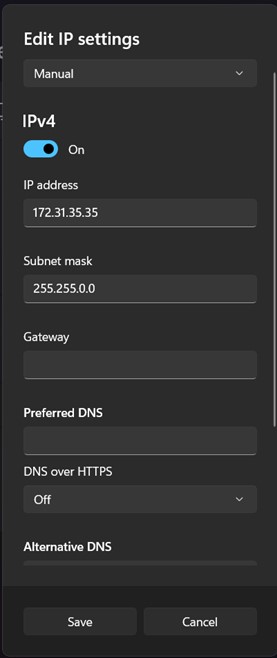 Edit IP settings
Manual
IPv4
On
IP address
172.31.35.35
Subnet mask
255.255.0.0
Gateway
Preferred DNS
DNS over HTTPS
Off
Alternative DNS
Save
Cancel